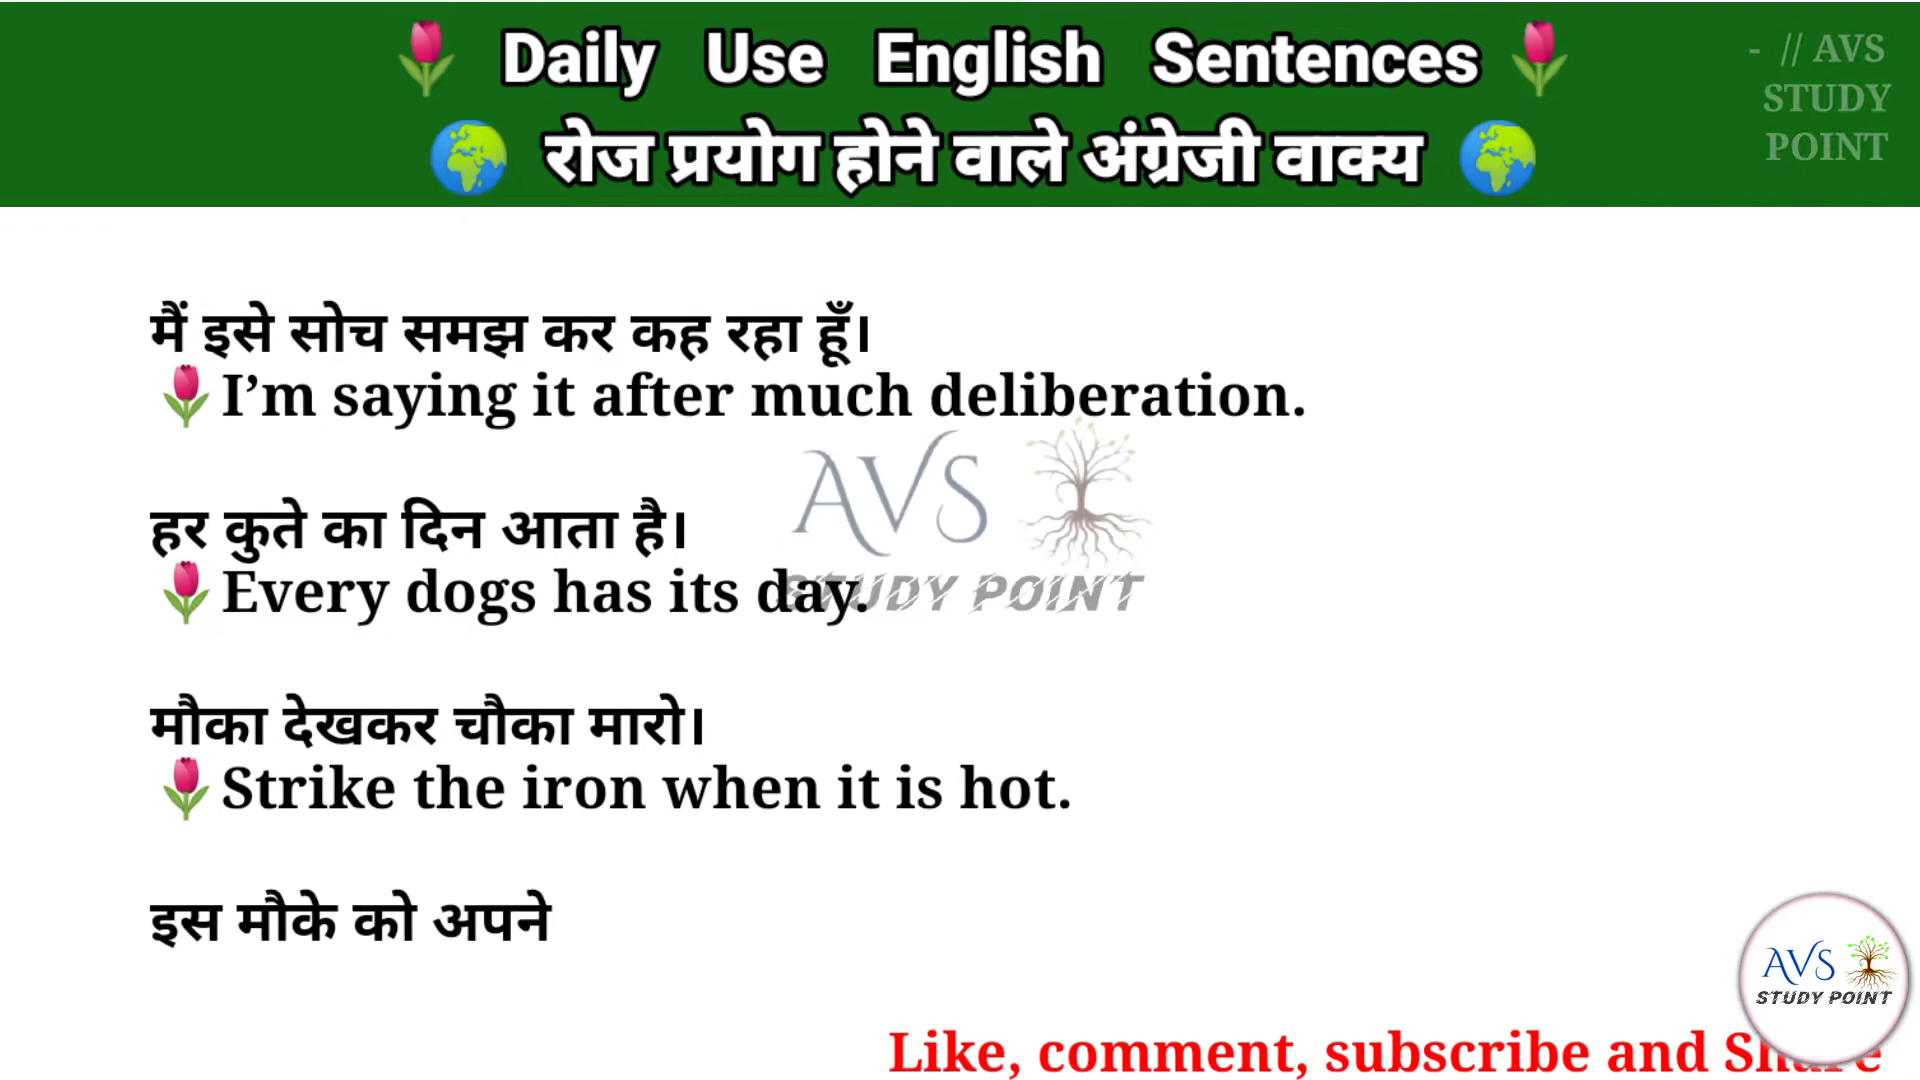 Daily Use English Sentences
रोज प्रयोग होने वाले अंग्रेजी वाक्य
- // AVS
STUDY
POINT
मैं इसे सोच समझ कर कह रहा हूँ।
I’m saying it after much deliberation.
हर कुते का दिन आता है।
Every dogs has its day.
मौका देखकर चौका मारो।
Strike the iron when it is hot.
इस मौके को अपने
AVS
STUDY POINT
AVS
STUDY POINT
Like, comment, subscribe and Share